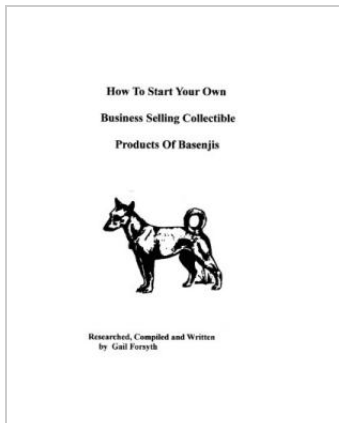 How To Start Your Own
Business Selling Collectible
Products Of Basenjis
Researched, Compiled and Written
by Gail Forsyth